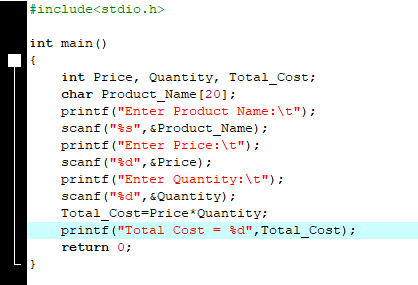 #include<stdio.h>
int main()
{
int Price, Quantity, Total_Cost;
char Product_Name[20];
printf("Enter Product Name:\t");
scanf("%s",&Product_Name);
printf("Enter Price:\t");
scanf("%d",&Price);
printf("Enter Quantity:\t");
scanf("%d",&Quantity);
Total_Cost=Price*Quantity;
printf("Total Cost = %d",Total_Cost);
return 0;
}